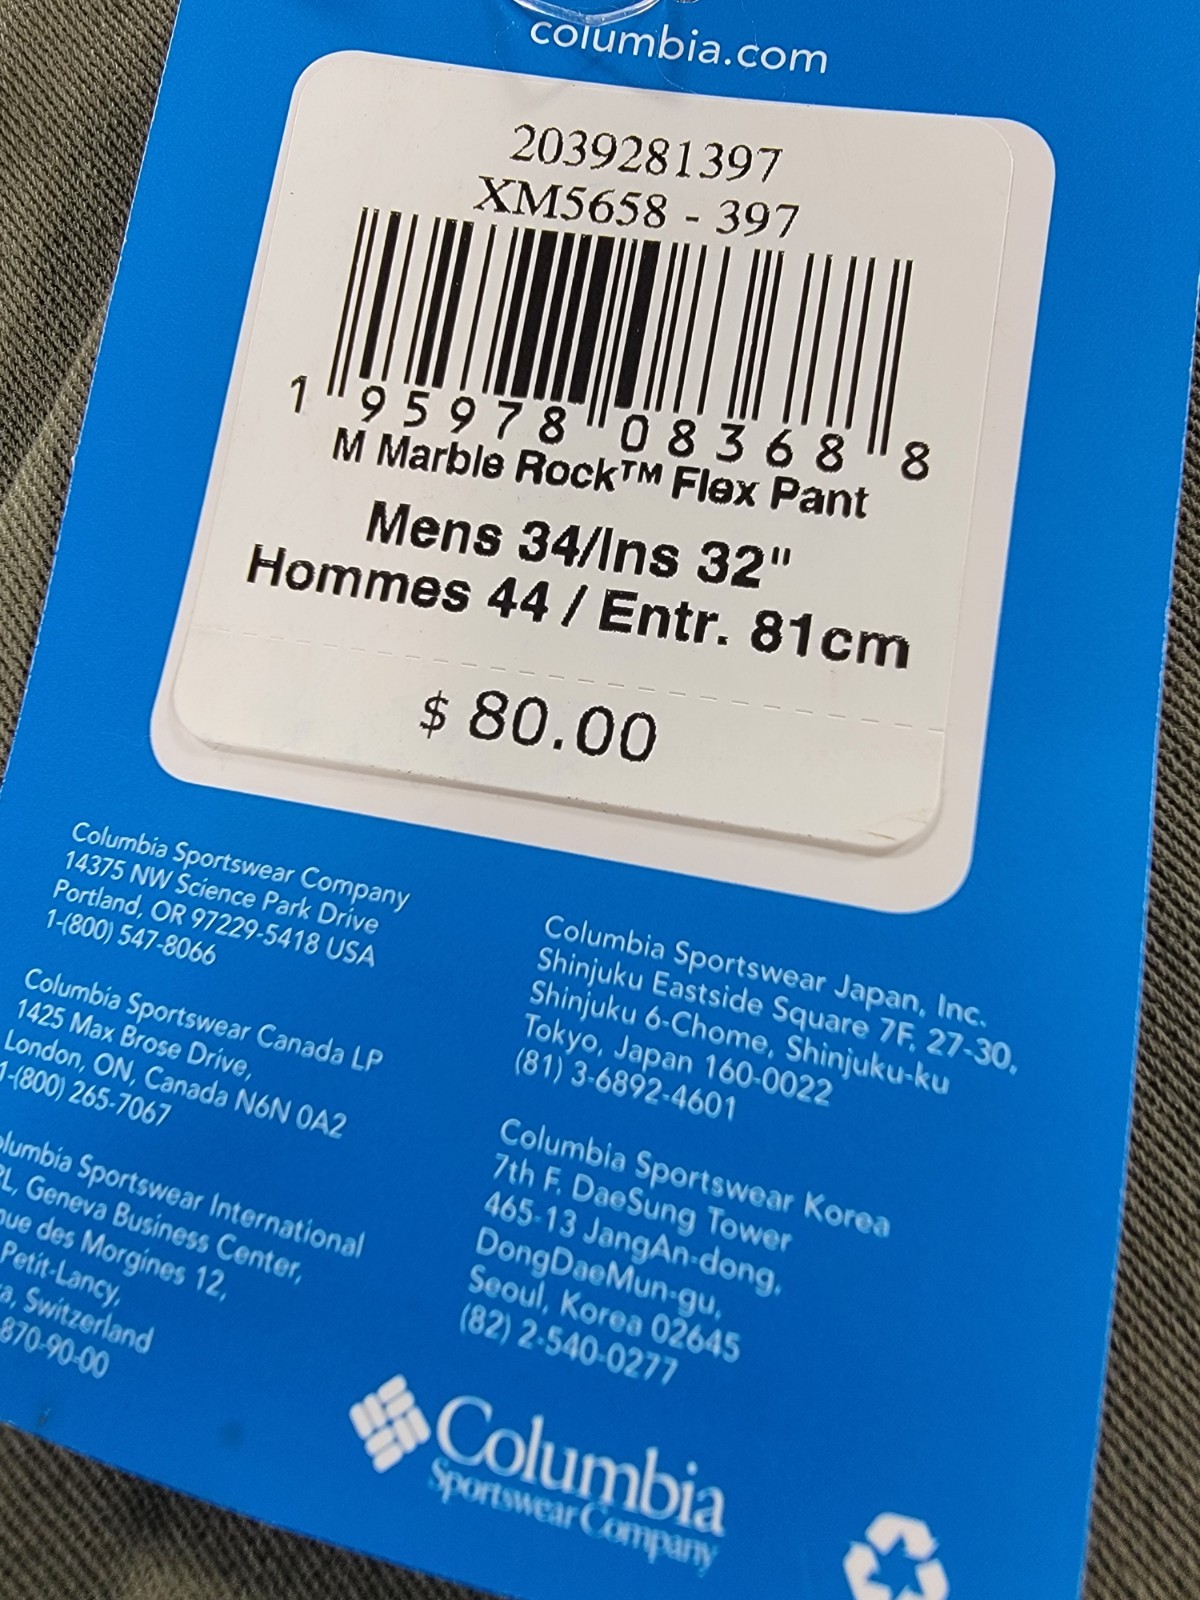 columbia.com
2039281397
XM5658 - 397
1 95978 08368 8
M Marble Rock™ Flex Pant
Mens 34/Ins 32"
Hommes 44 / Entr. 81cm
$ 80.00
Columbia Sportswear Company
14375 NW Science Park Drive
Portland, OR 97229-5418 USA
1-(800) 547-8066
Columbia Sportswear Canada LP
1425 Max Brose Drive,
London, ON, Canada N6N 0A2
1-(800) 265-7067
Sportswear International
Geneva Business Center,
des Morgines 12,
Petit-Lancy,
Switzerland
870-90-00
Columbia Sportswear Japan, Inc.
Shinjuku Eastside Square 7F, 27-30,
Shinjuku 6-Chome, Shinjuku-ku
Tokyo, Japan 160-0022
(81) 3-6892-4601
Columbia Sportswear Korea
7th F. DaeSung Tower
465-13 JangAn-dong,
DongDaeMun-gu,
Seoul, Korea 02645
(82) 2-540-0277
Columbia
Sportswear Company